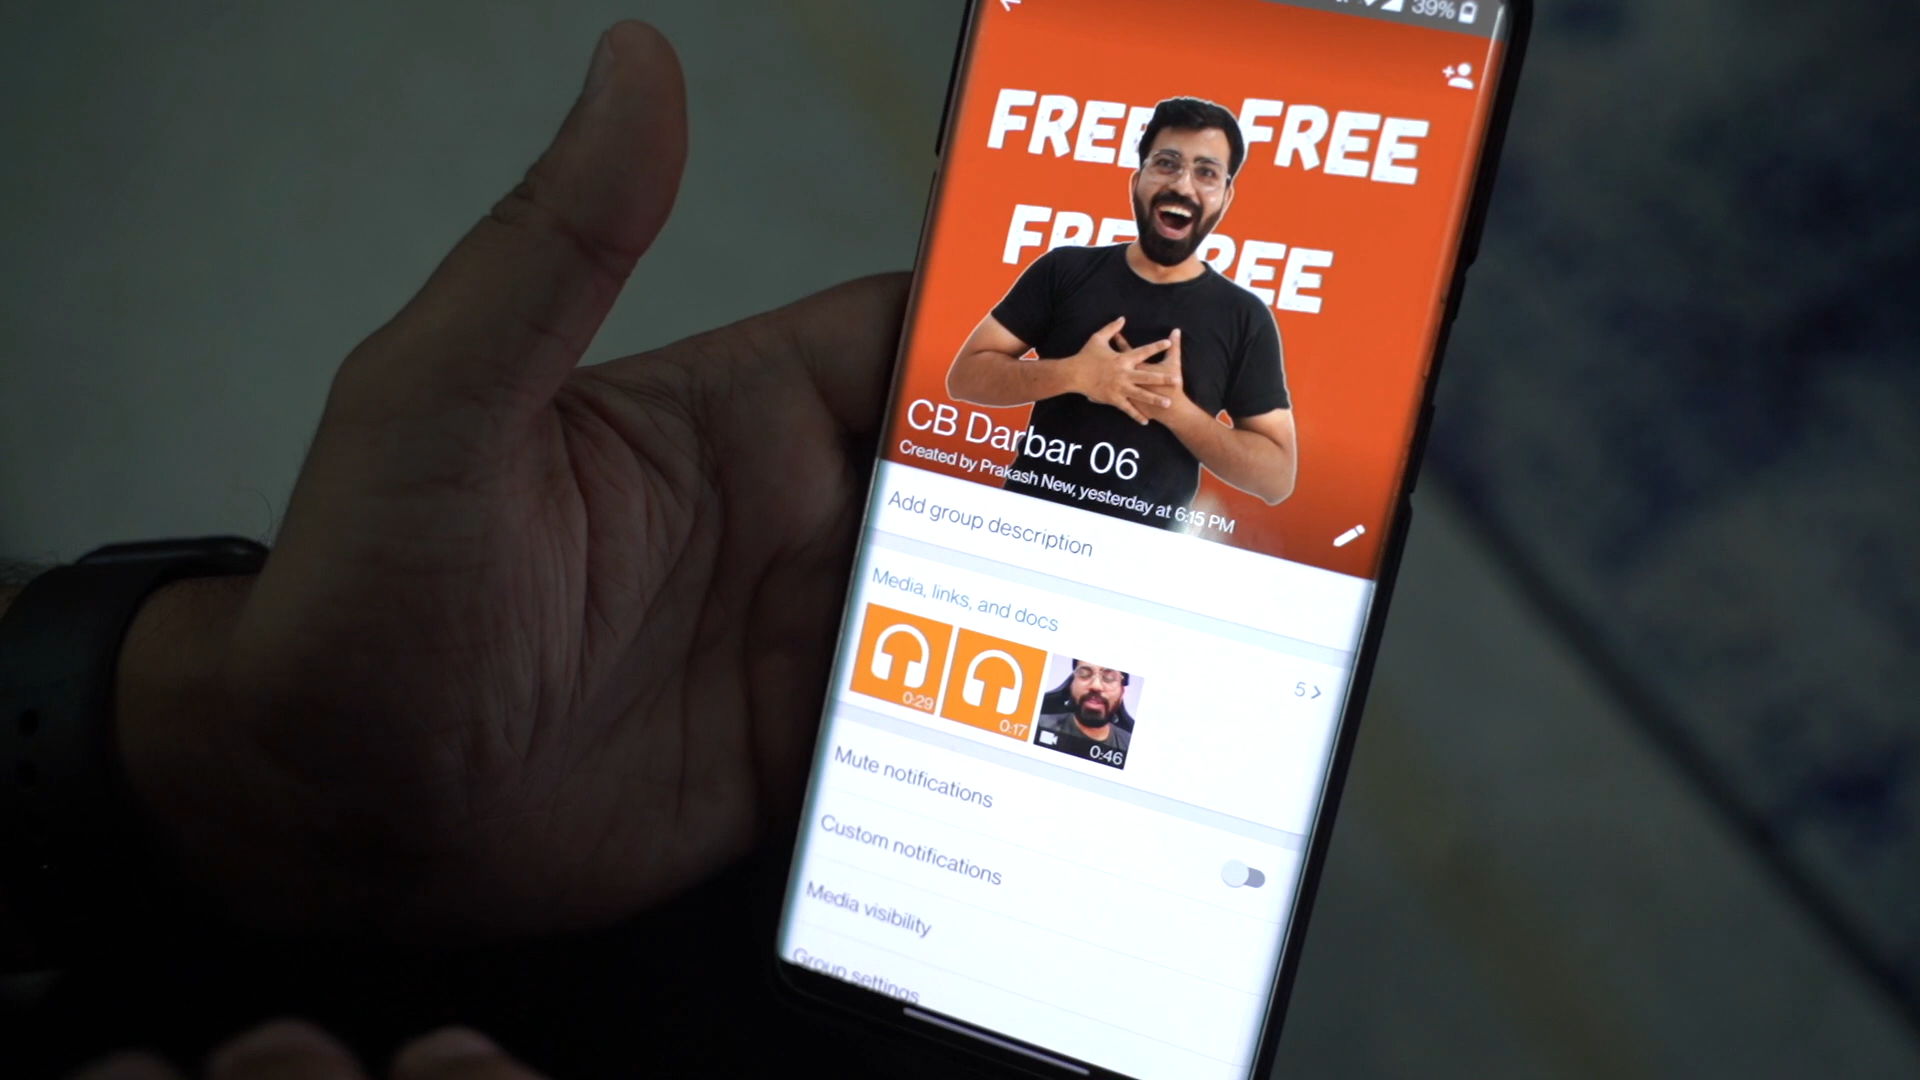 39%
FREE FREE
FREE
CB Darbar 06
Created by Prakash New, yesterday at 6:15 PM
Add group description
Media, links, and docs
5 >
0:29
0:17
0:46
Mute notifications
Custom notifications
Media visibility
Group settings